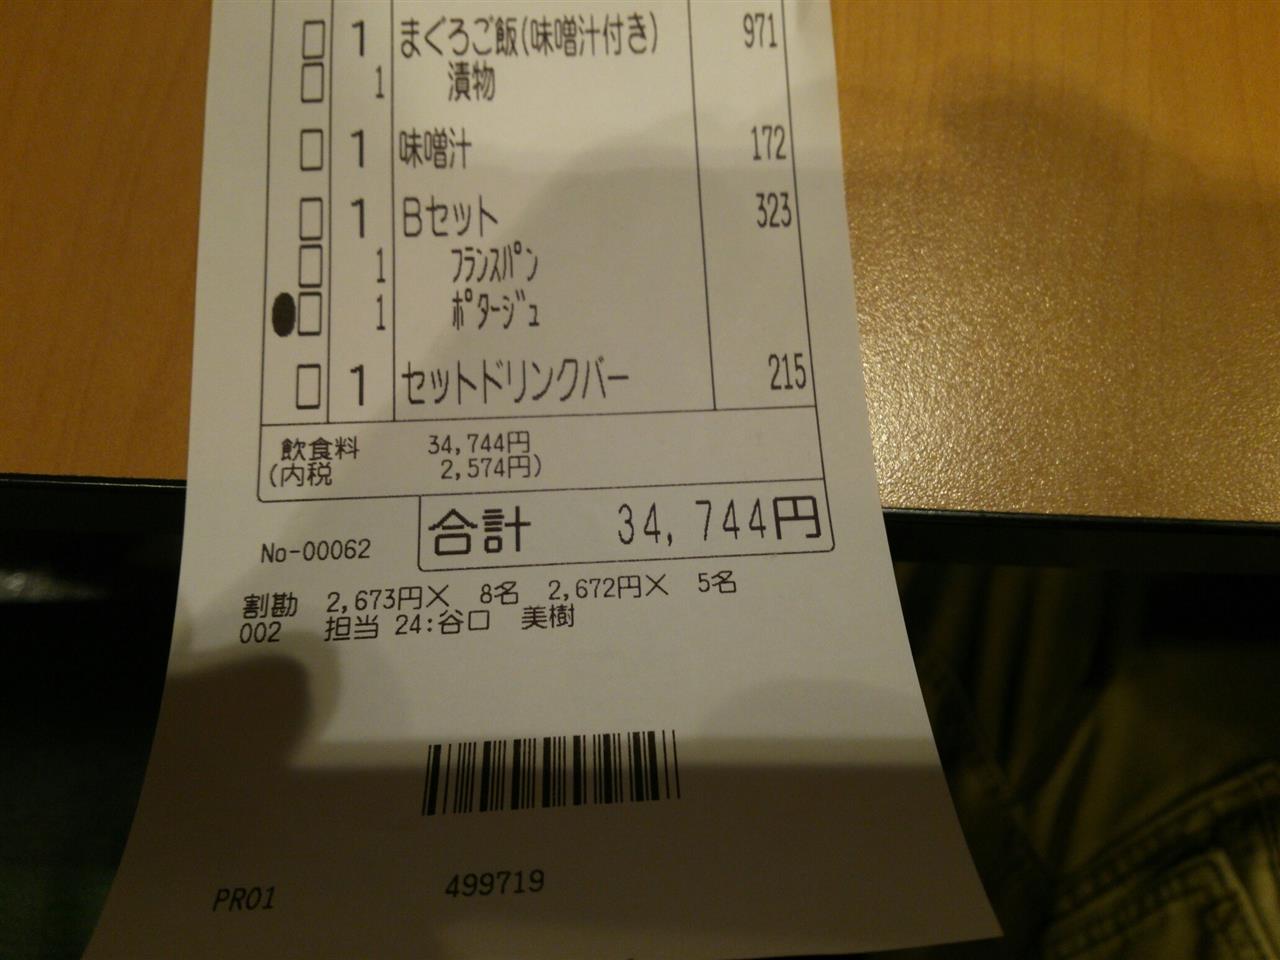 □ 1 まぐろご飯(味噌汁付き) 971
□ 1 漬物
□ 1 味噌汁 172
□ 1 Bセット 323
□ 1 フランスパン
●□ 1 ポタージュ
□ 1 セットドリンクバー 215
飲食料 34,744円
(内税 2,574円)
合計 34,744円
No-00062
割勘 2,673円× 8名 2,672円× 5名
002 担当 24:谷口 美樹
499719
PR01